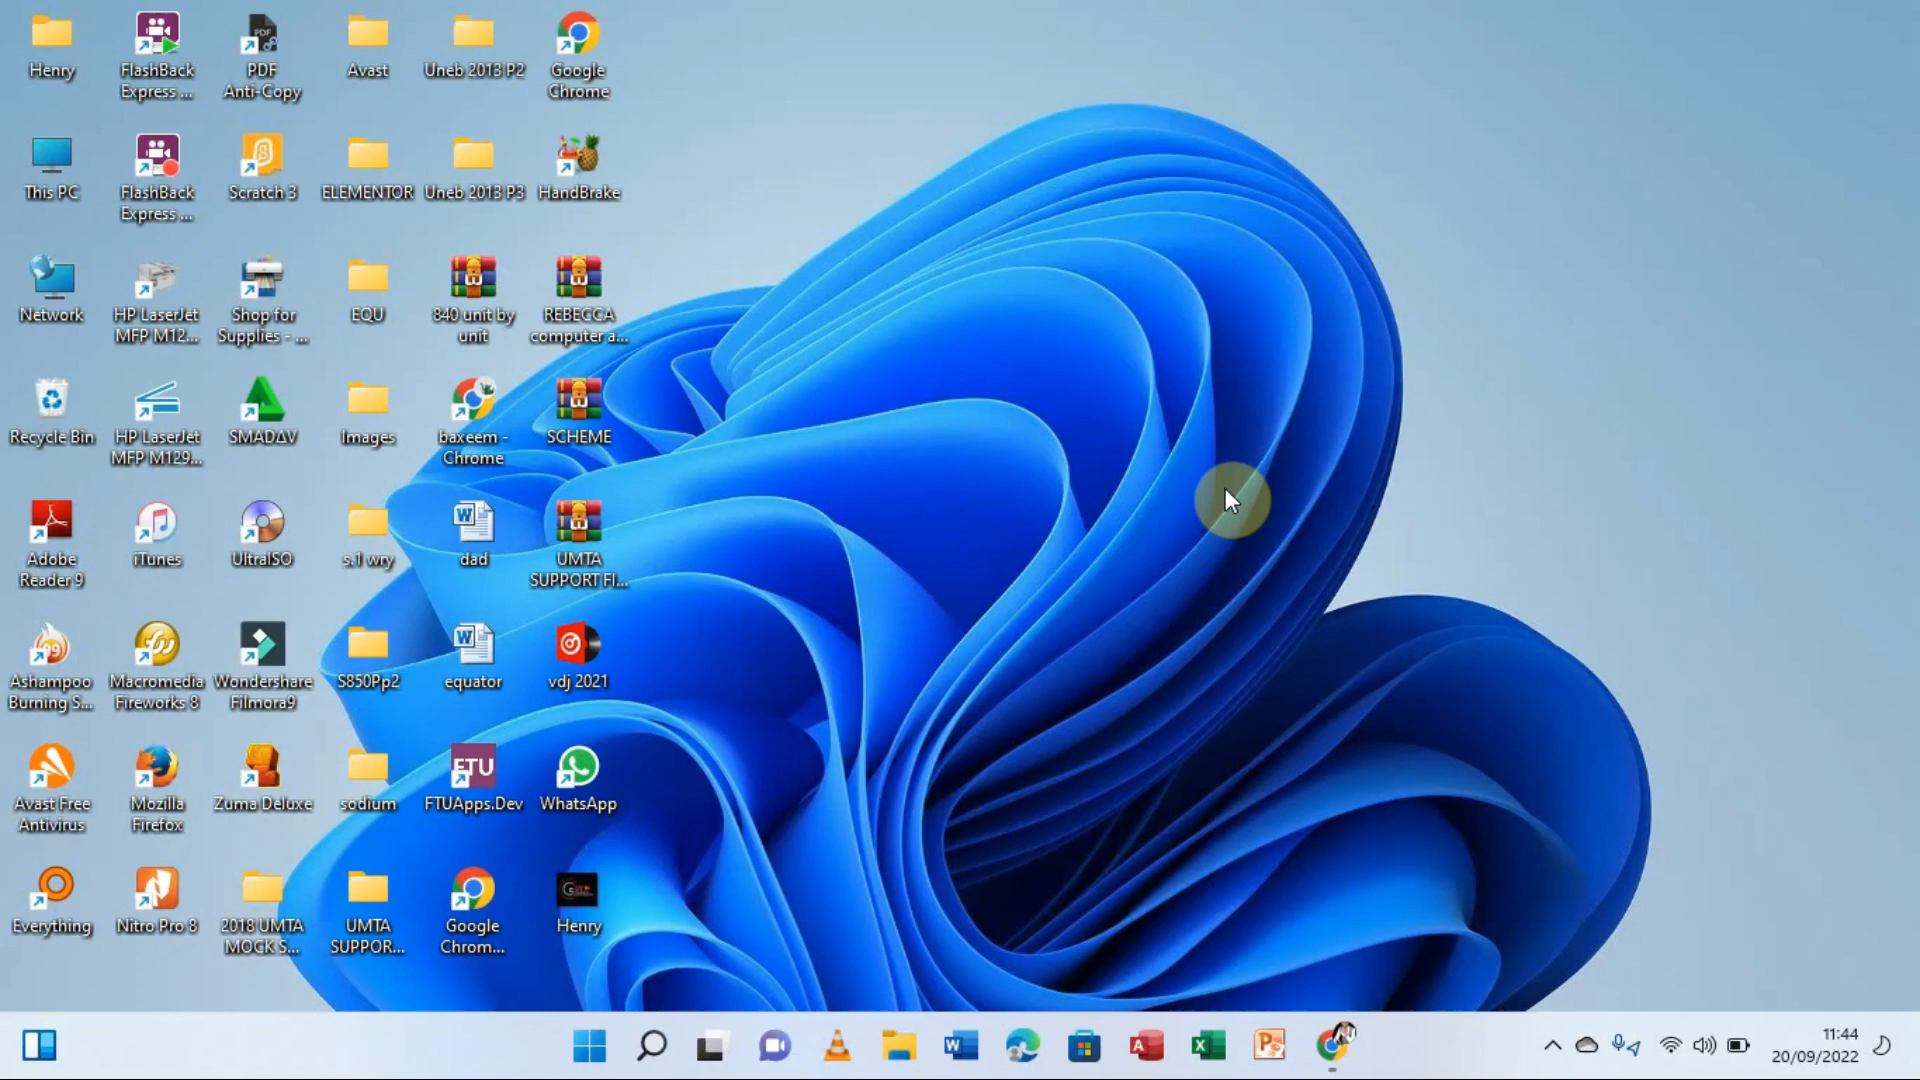 Henry
FlashBack
Express ...
PDF
Anti-Copy
Avast
Uneb 2013 P2
Google
Chrome
This PC
FlashBack
Express ...
Scratch 3
ELEMENTOR
Uneb 2013 P3
HandBrake
Network
HP LaserJet
MFP M12...
Shop for
Supplies - ...
EQU
840 unit by
unit
REBECCA
computer a...
Recycle Bin
HP LaserJet
MFP M129...
SMADΔV
Images
baxeem -
Chrome
SCHEME
Adobe
Reader 9
iTunes
UltraISO
s.1 wry
dad
UMTA
SUPPORT FI...
Ashampoo
Burning S...
Macromedia
Fireworks 8
Wondershare
Filmora9
S850Pp2
equator
vdj 2021
Avast Free
Antivirus
Mozilla
Firefox
Zuma Deluxe
sodium
FTU
FTUApps.Dev
WhatsApp
Everything
Nitro Pro 8
2018 UMTA
MOCK S...
UMTA
SUPPOR...
Google
Chrom...
Henry
11:44
20/09/2022